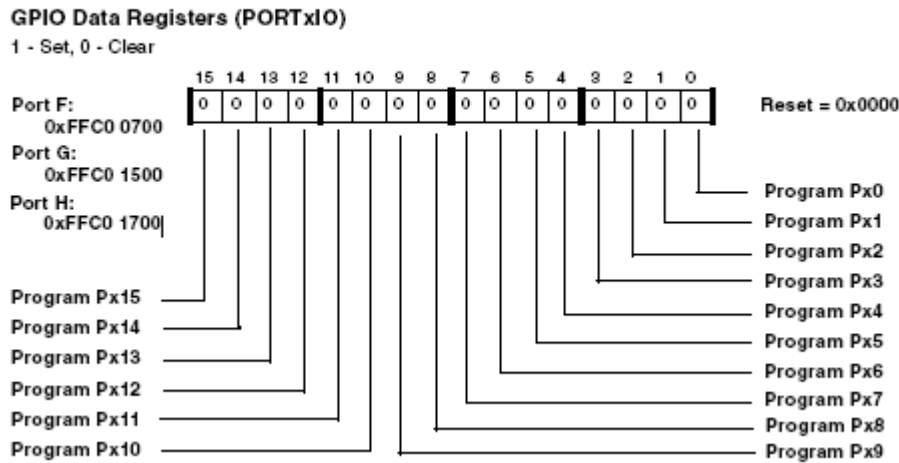 GPIO Data Registers (PORTxIO)
1 - Set, 0 - Clear
15 14 13 12 11 10 9 8 7 6 5 4 3 2 1 0
Port F: 0 0 0 0 0 0 0 0 0 0 0 0 0 0 0 0 Reset = 0x0000
0xFFC0 0700
Port G:
0xFFC0 1500
Port H:
0xFFC0 1700
Program Px0
Program Px1
Program Px2
Program Px3
Program Px4
Program Px5
Program Px6
Program Px7
Program Px8
Program Px9
Program Px15
Program Px14
Program Px13
Program Px12
Program Px11
Program Px10